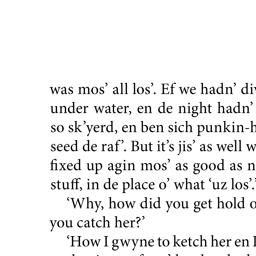 was mos’ all los’. Ef we hadn’
under water, en de night hadn’
so sk’yerd, en ben sich
seed de raf’. But it’s jis’ as well
fixed up agin mos’ as good as
stuff, in de place o’ what ‘uz los’.’
‘Why, how did you get hold
you catch her?’
‘How I gwyne to ketch her en